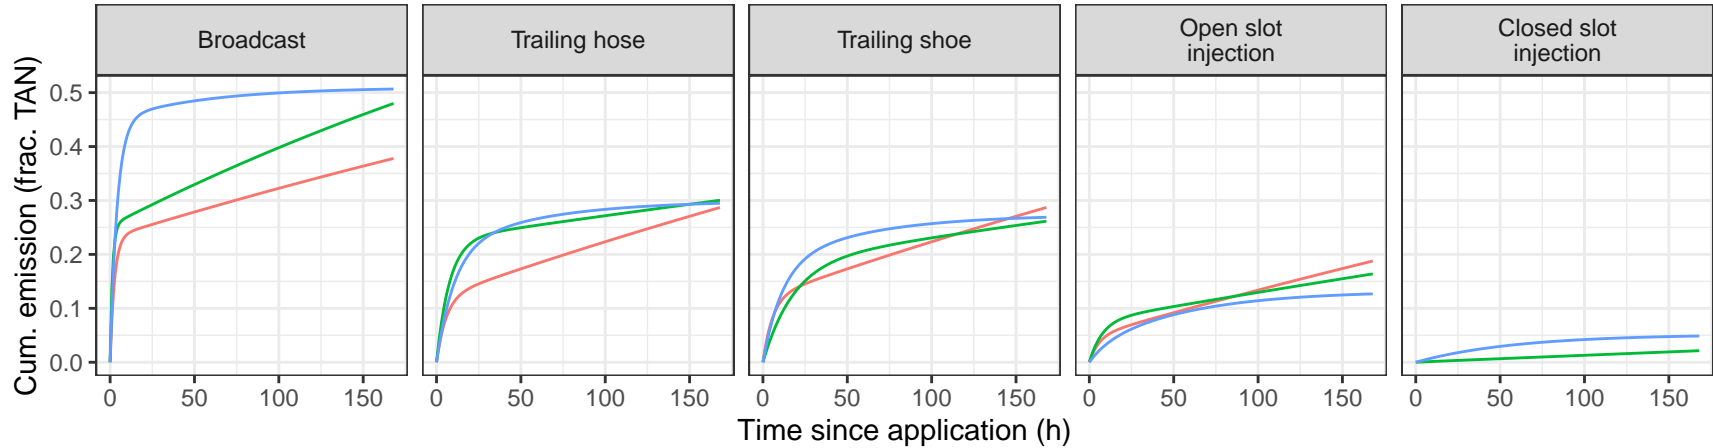 Broadcast
Trailing hose
Trailing shoe
Open slot
injection
Closed slot
injection
Cum. emission (frac. TAN)
0.5
0.4
0.3
0.2
0.1
0.0
0 50 100 150
0 50 100 150
0 50 100 150
0 50 100 150
0 50 100 150
Time since application (h)